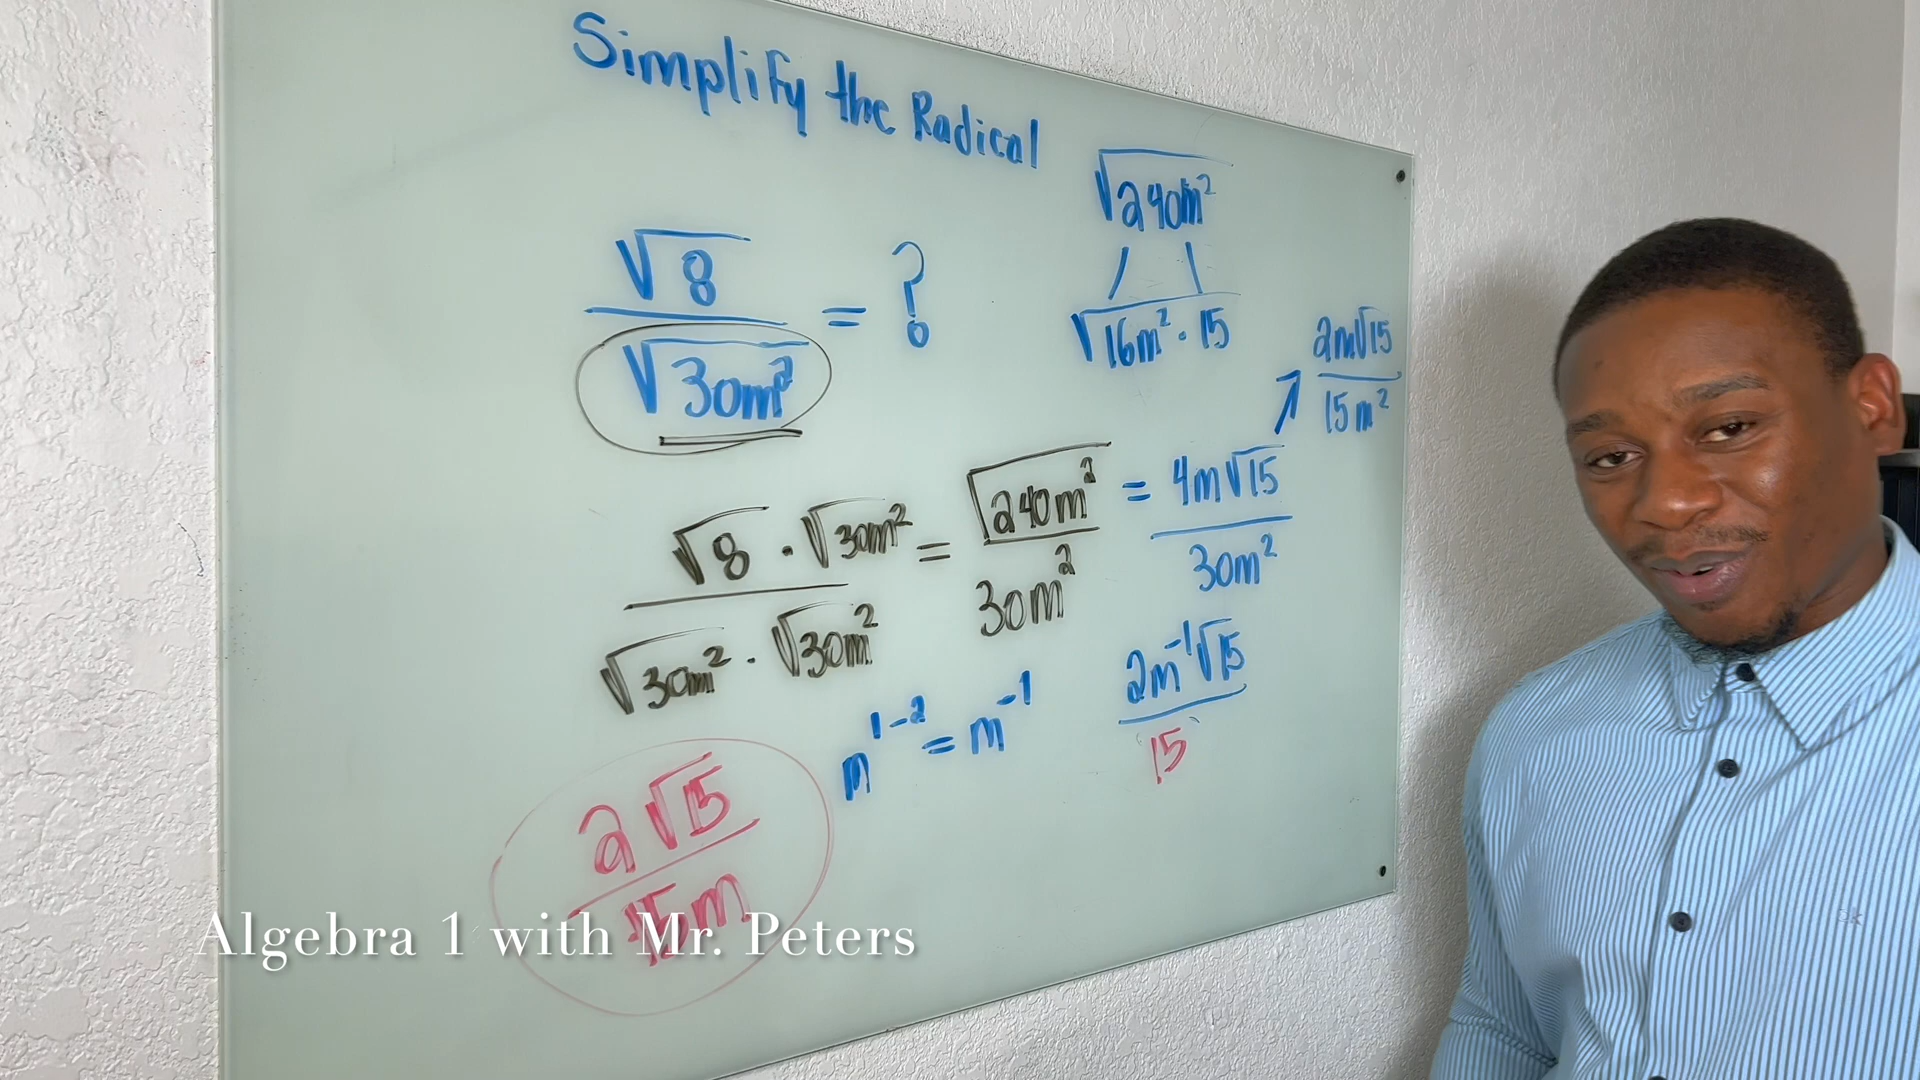 Simplify the Radical
√8 / √30m² = ?
√240m²
√16m² · 15
2m√15 / 15m²
√8 · √30m² / √30m² · √30m² = √240m² / 30m² = 4m√15 / 30m²
m¹⁻² = m⁻¹
2m⁻¹√15 / 15
2√15 / 15m
Algebra 1 with Mr. Peters